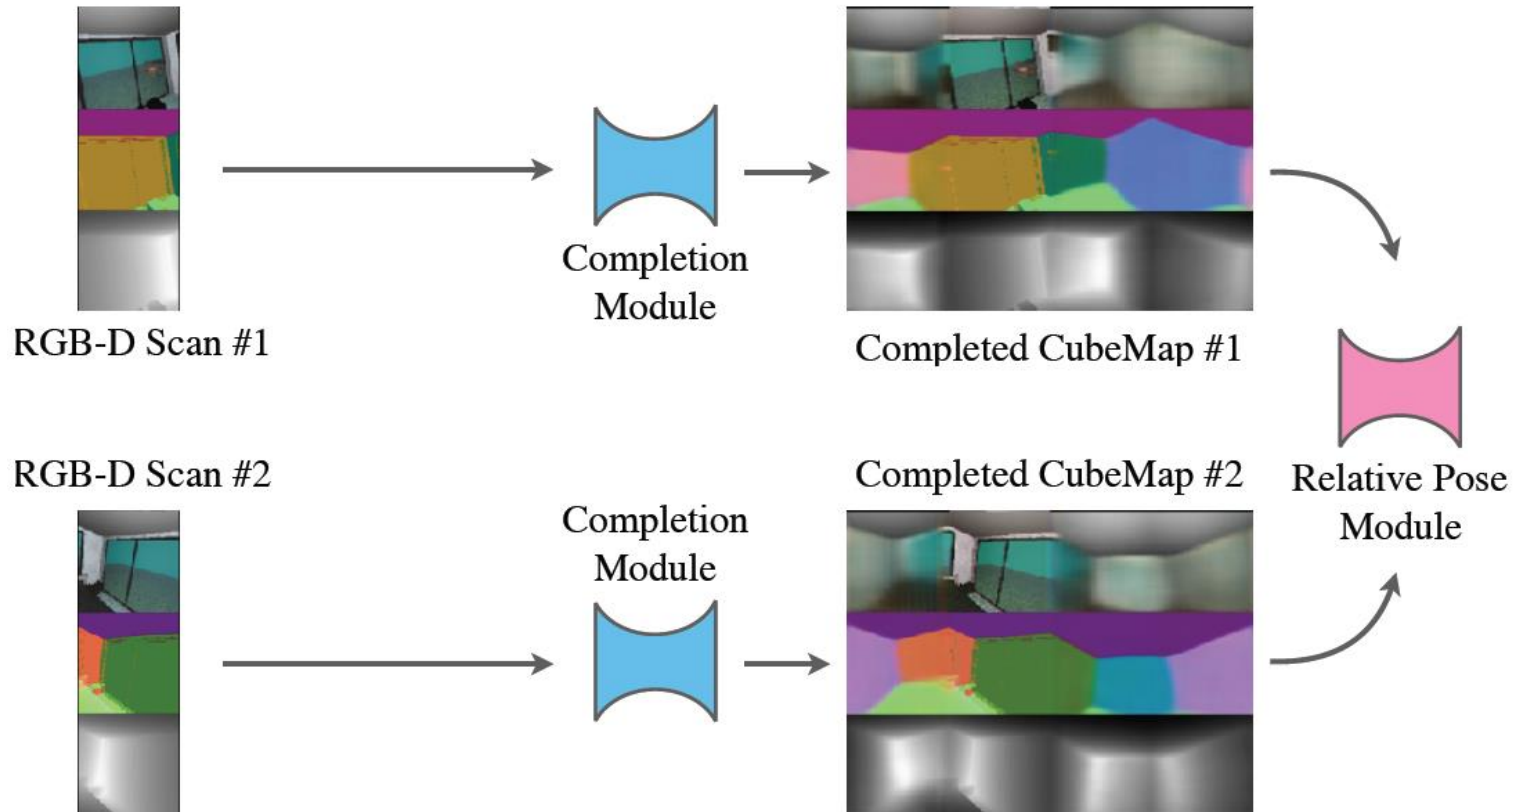 Completion
Module
RGB-D Scan #1
Completed CubeMap #1
RGB-D Scan #2
Completed CubeMap #2
Relative Pose
Module
Completion
Module